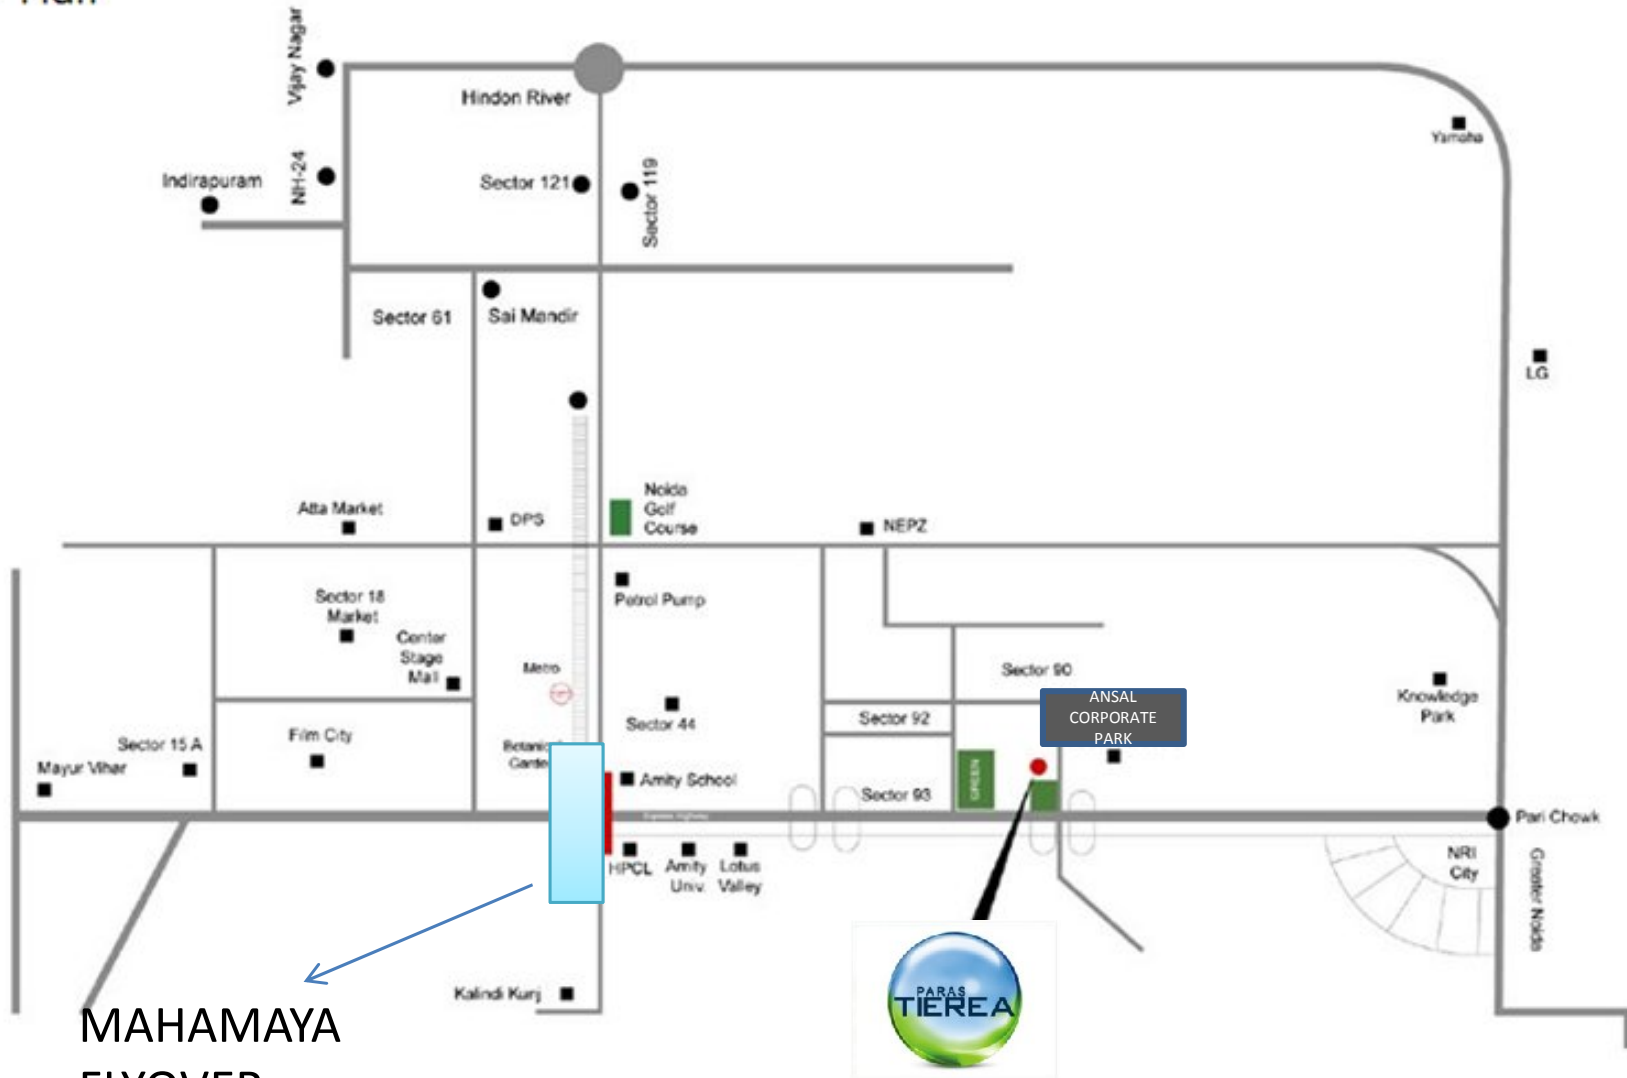 Vijay Nagar
Hindon River
Yamaha
NH-24
Indirapuram
Sector 121
Sector 119
Sector 61
Sai Mandir
LG
Atta Market
DPS
Noida
Golf
Course
NEPZ
Sector 18
Market
Petrol Pump
Center
Stage
Mall
Metro
Sector 90
Knowledge
Park
ANSAL
CORPORATE
PARK
Sector 44
Sector 92
Sector 15 A
Film City
Mayur Vihar
Amity School
GREEN
Sector 93
Express Highway
Pari Chowk
HPCL
Amity
Univ.
Lotus
Valley
NRI
City
Greater Noida
Kalindi Kunj
PARAS
TIEREA
MAHAMAYA
FLYOVER